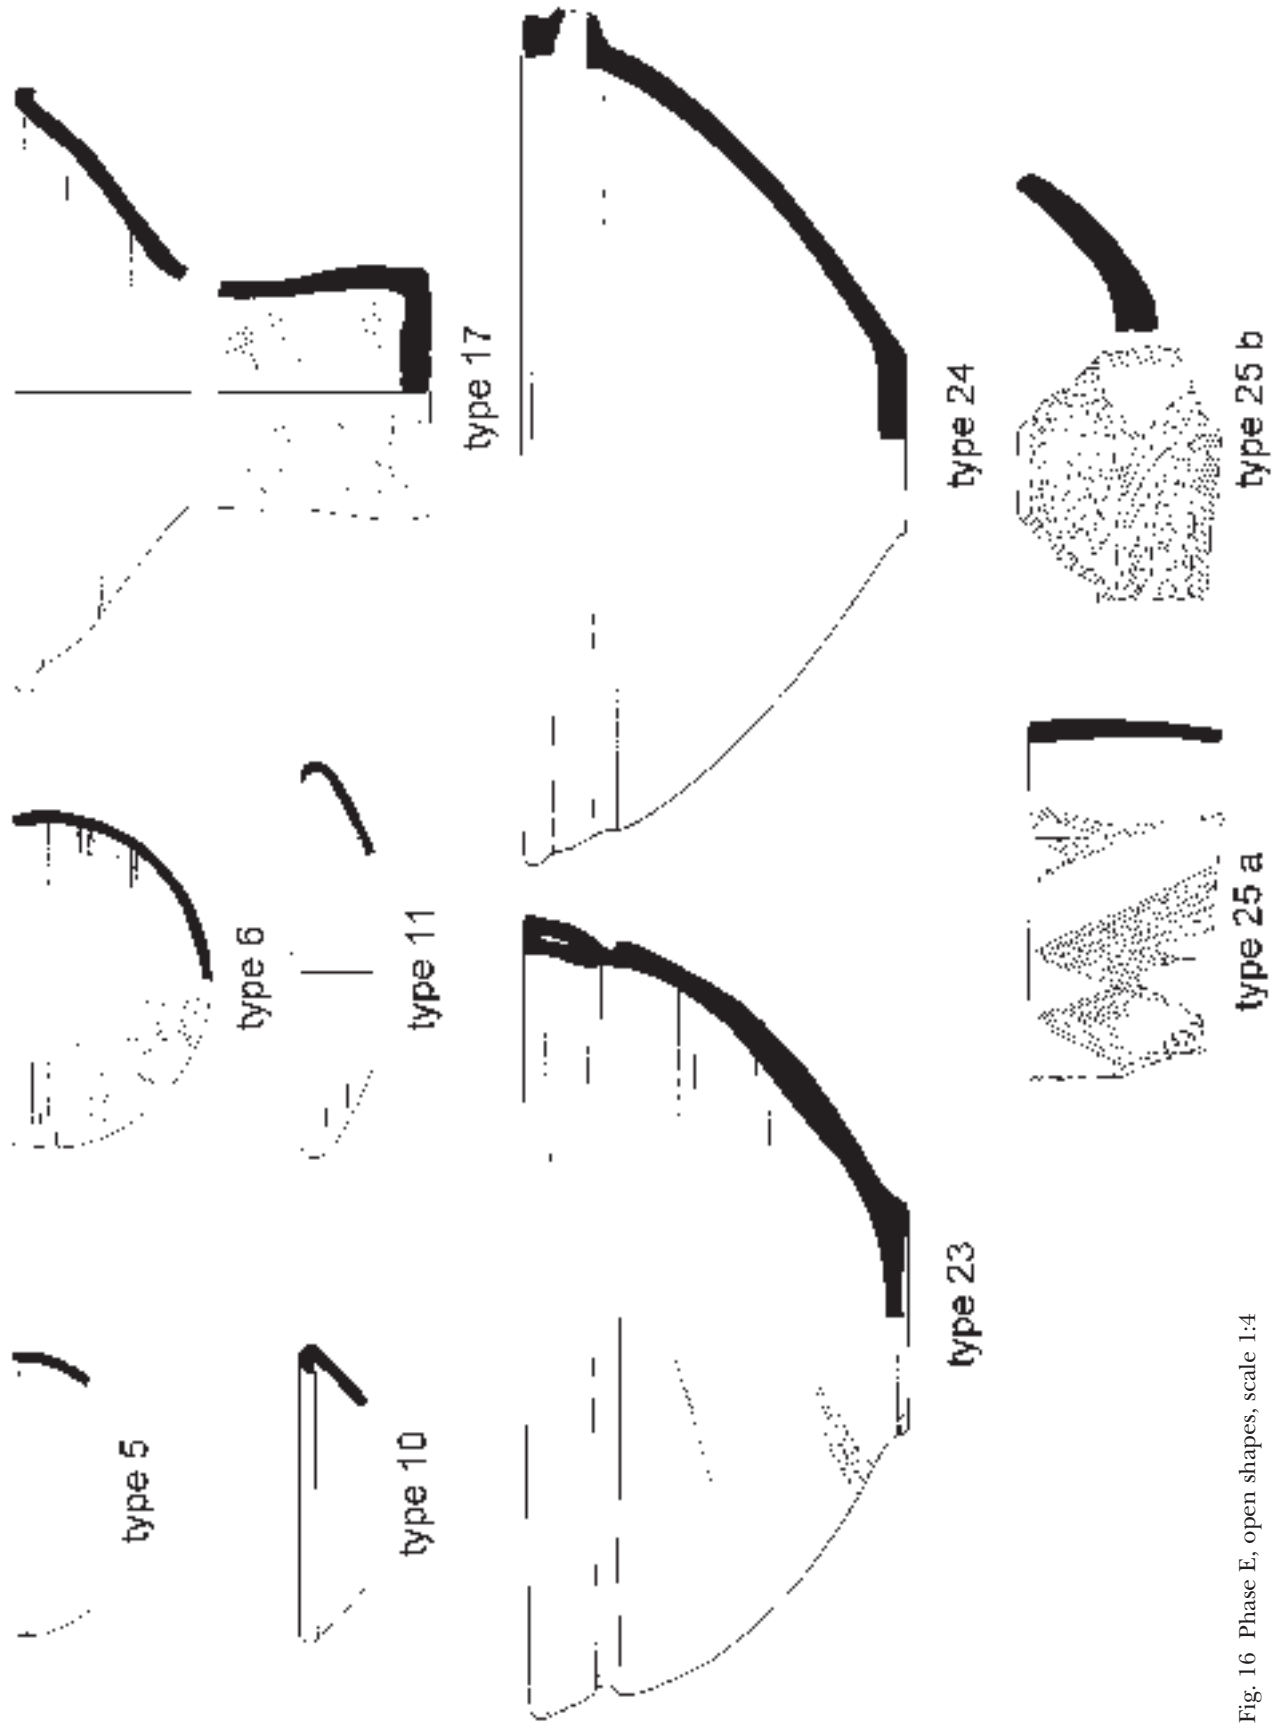 type 5
type 6
type 10
type 11
type 17
type 23
type 24
type 25 a
type 25 b
Fig. 16 Phase E, open shapes, scale 1:4